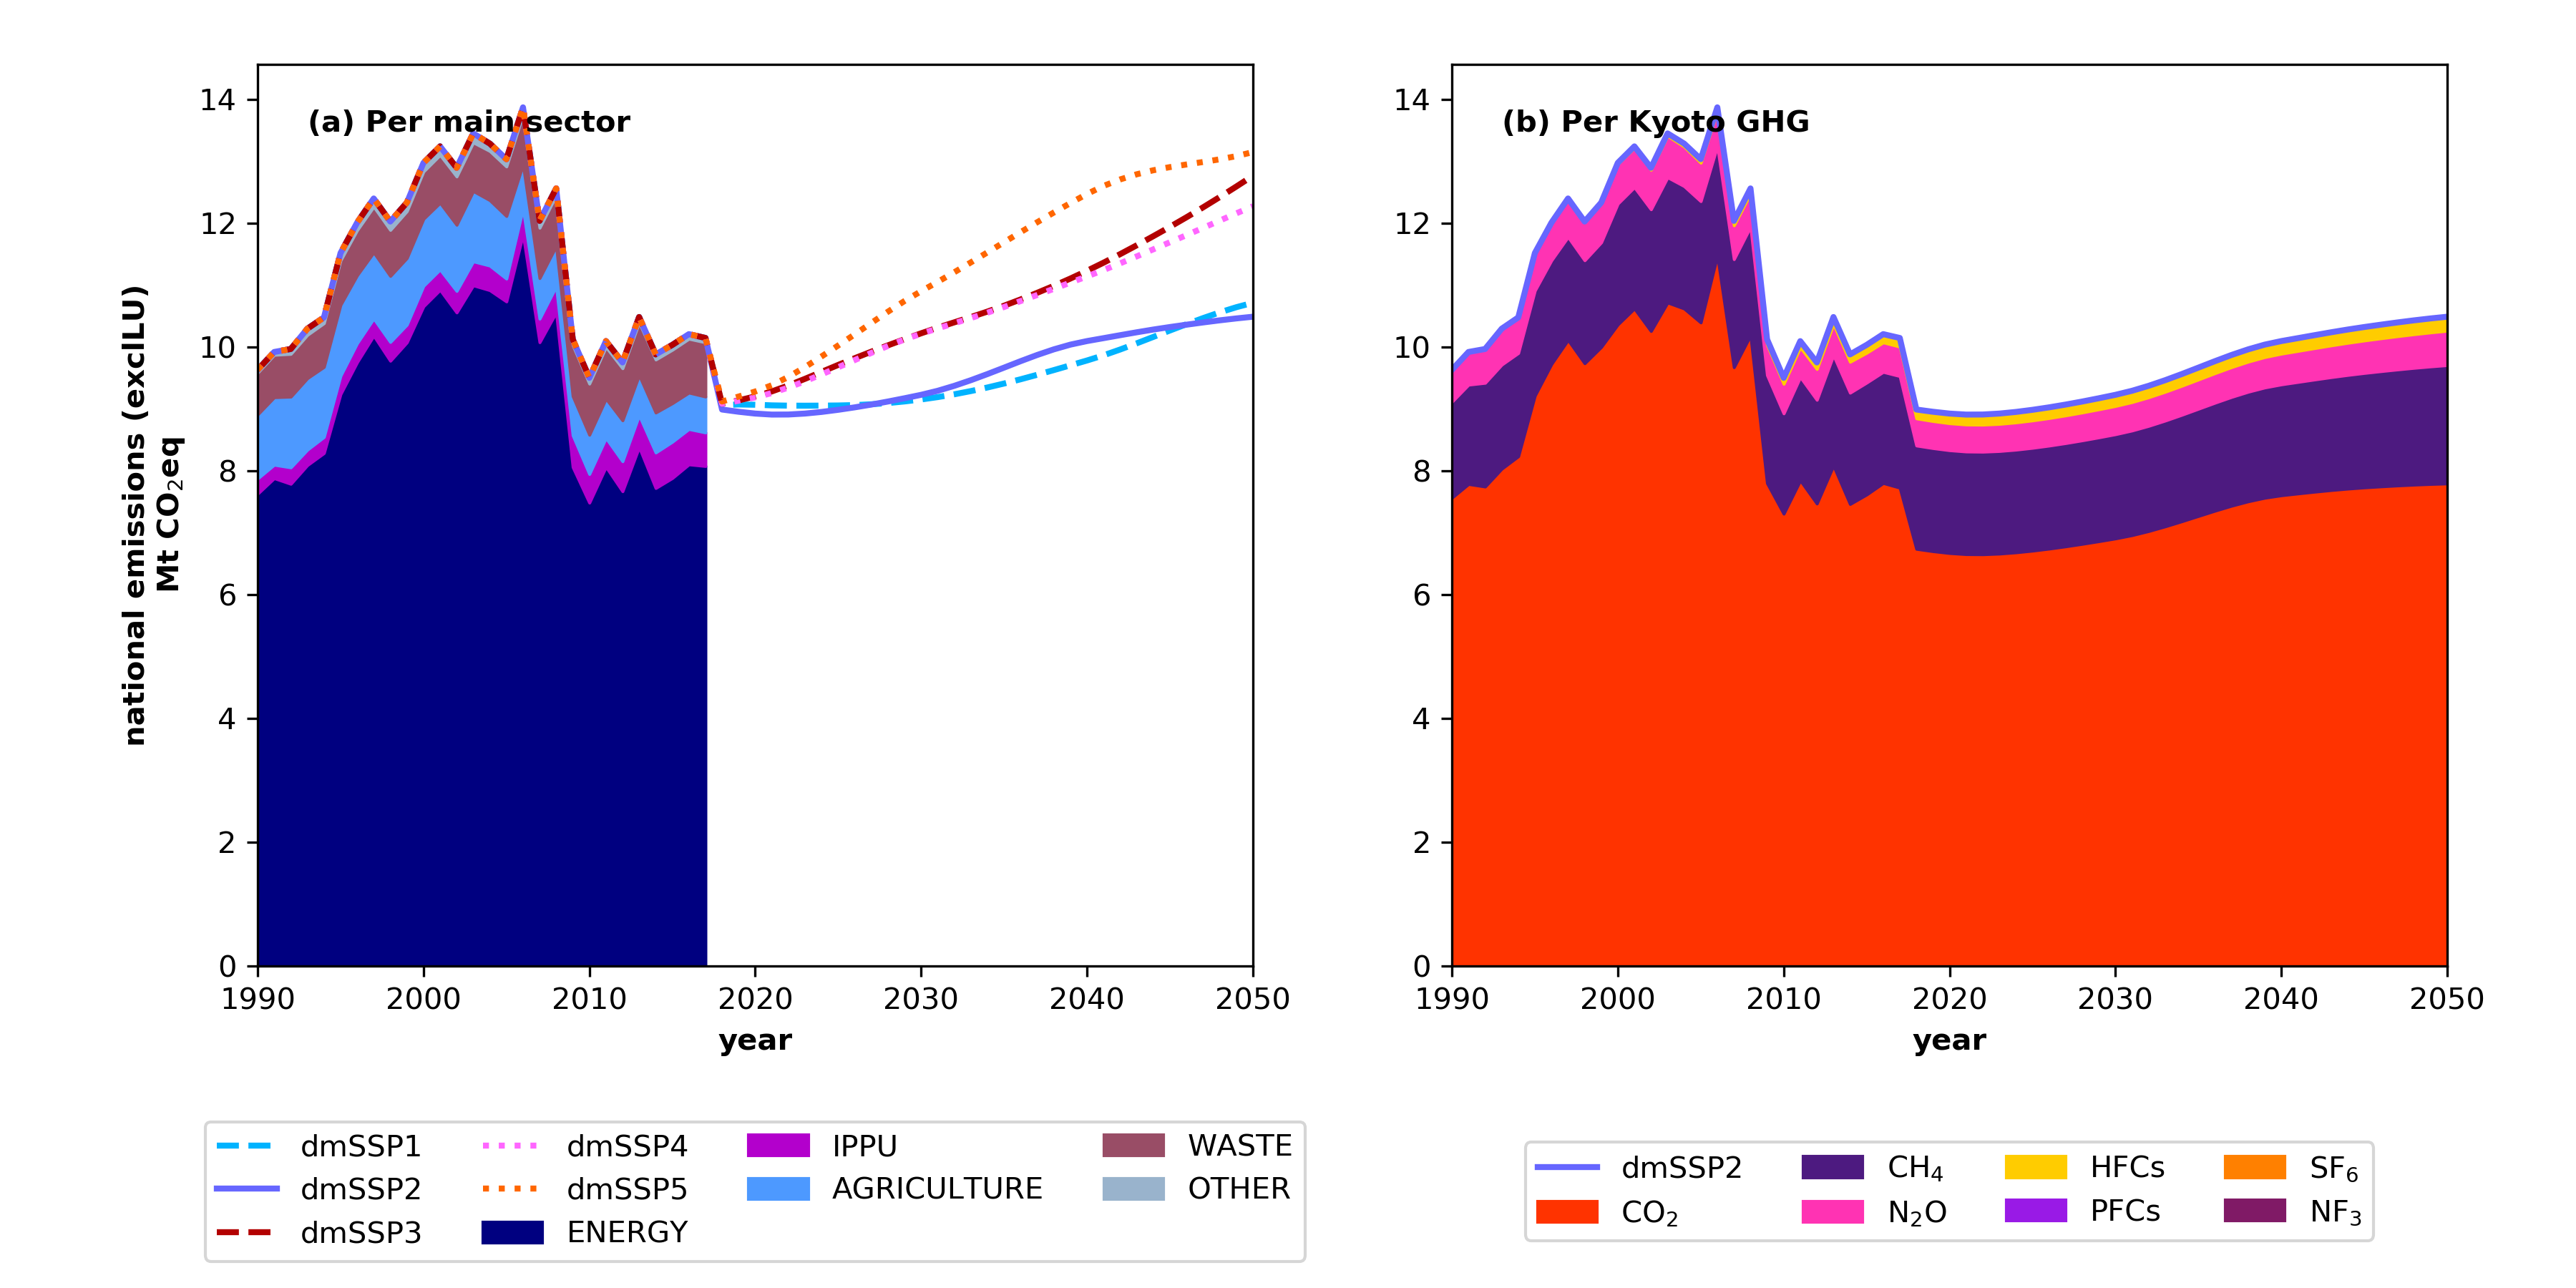 national emissions (exclLU)
Mt CO₂eq
(a) Per main sector
14
12
10
8
6
4
2
0
1990 2000 2010 2020 2030 2040 2050
year
(b) Per Kyoto GHG
14
12
10
8
6
4
2
0
1990 2000 2010 2020 2030 2040 2050
year
dmSSP1 dmSSP4 IPPU WASTE
dmSSP2 dmSSP5 AGRICULTURE OTHER
dmSSP3 ENERGY
dmSSP2 CH₄ HFCs SF₆
CO₂ N₂O PFCs NF₃